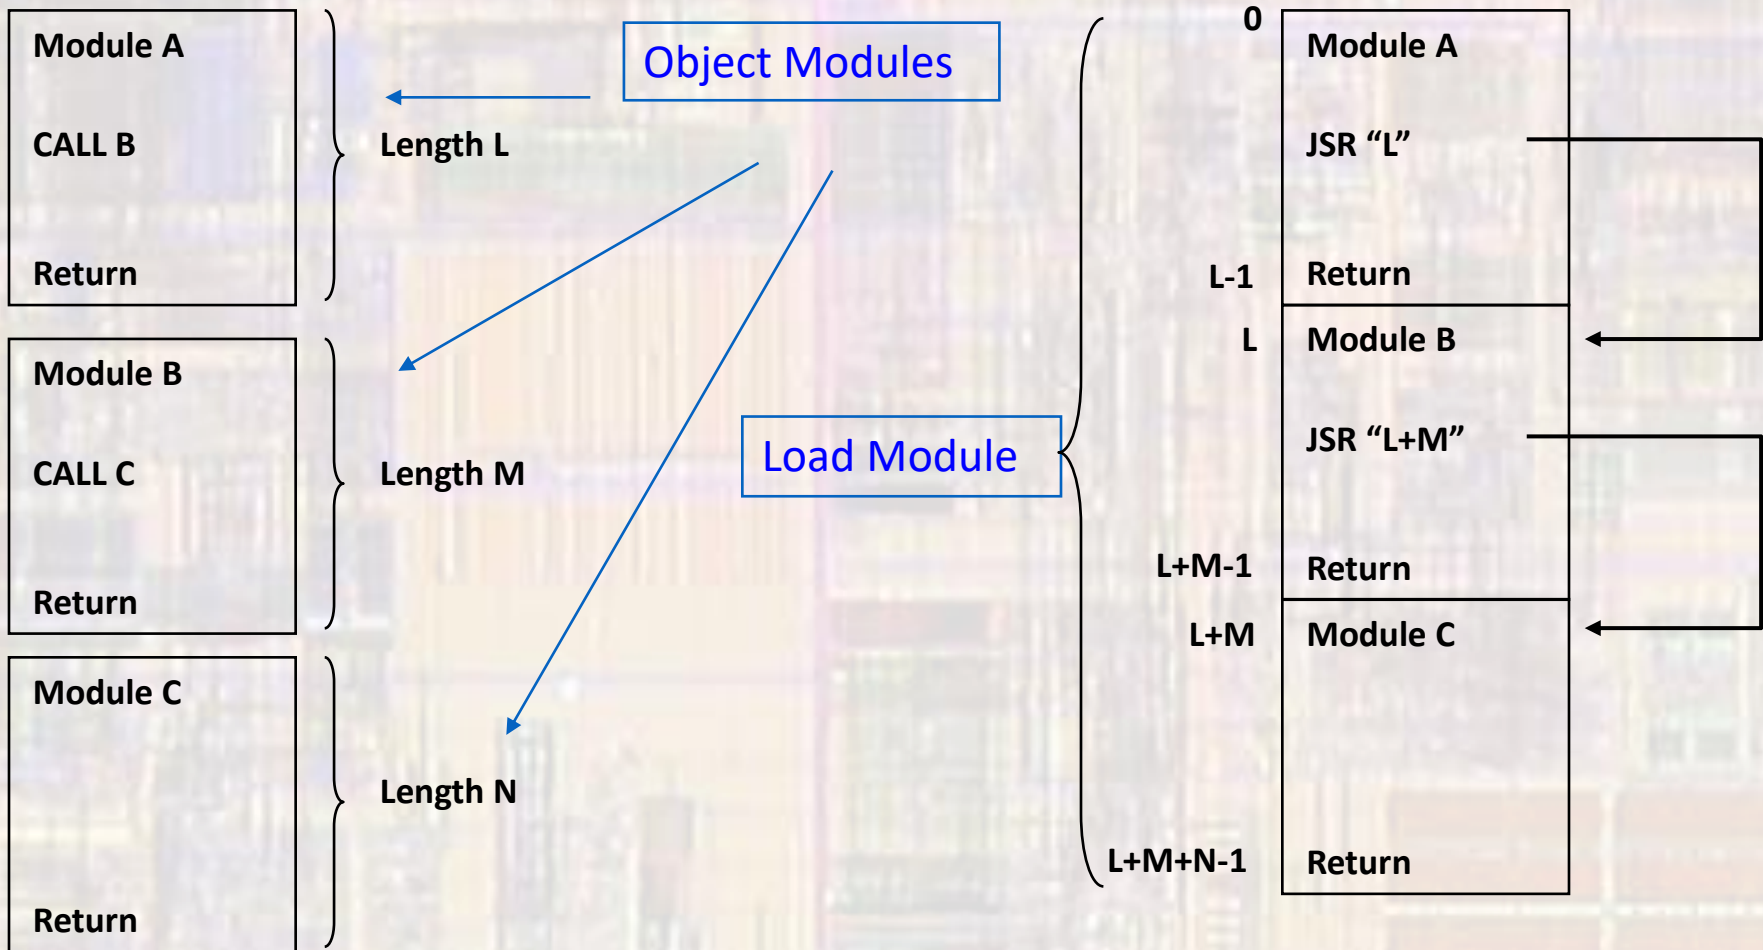 Module A
CALL B
Return
Length L
Module B
CALL C
Return
Length M
Module C
Return
Length N
Object Modules
Load Module
0
Module A
JSR “L”
L-1
Return
L
Module B
JSR “L+M”
L+M-1
Return
L+M
Module C
L+M+N-1
Return